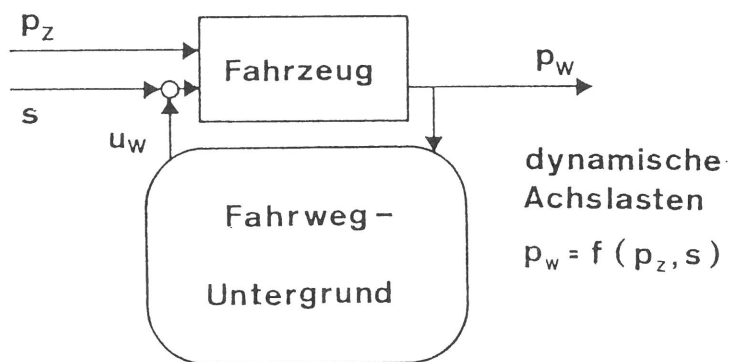 p_z
Fahrzeug
p_w
s
u_w
dynamische
Achslasten
Fahrweg –
p_w = f ( p_z , s )
Untergrund